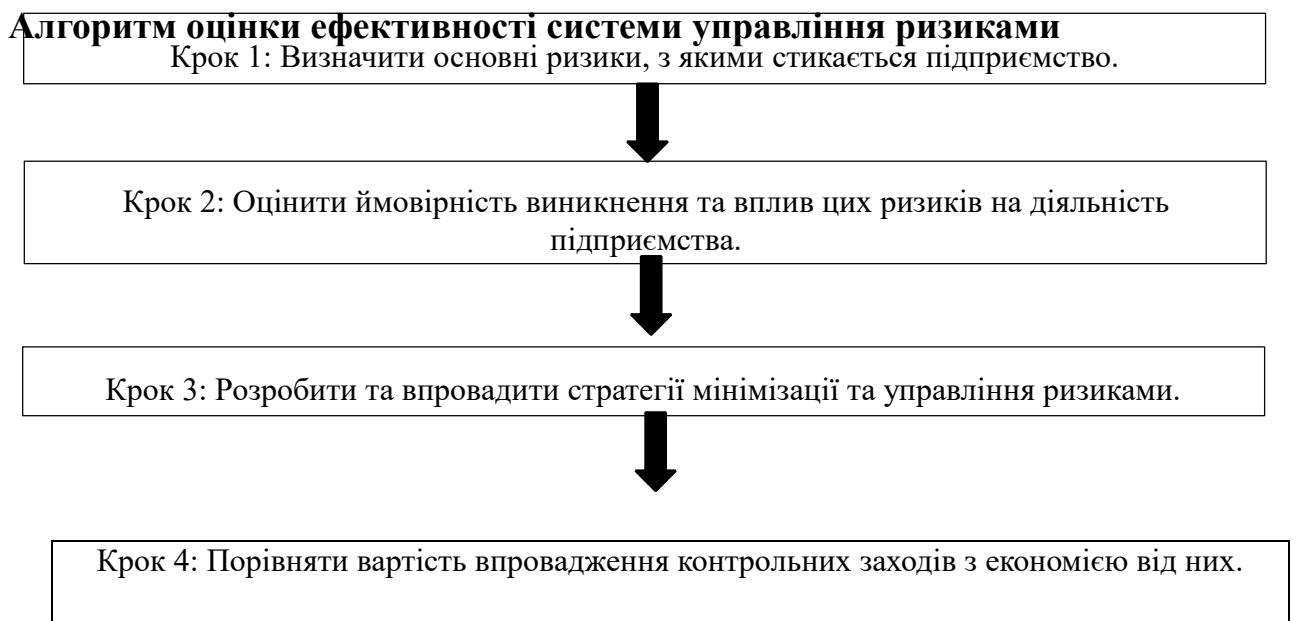 Алгоритм оцінки ефективності системи управління ризиками
Крок 1: Визначити основні ризики, з якими стикається підприємство.
Крок 2: Оцінити ймовірність виникнення та вплив цих ризиків на діяльність
підприємства.
Крок 3: Розробити та впровадити стратегії мінімізації та управління ризиками.
Крок 4: Порівняти вартість впровадження контрольних заходів з економією від них.